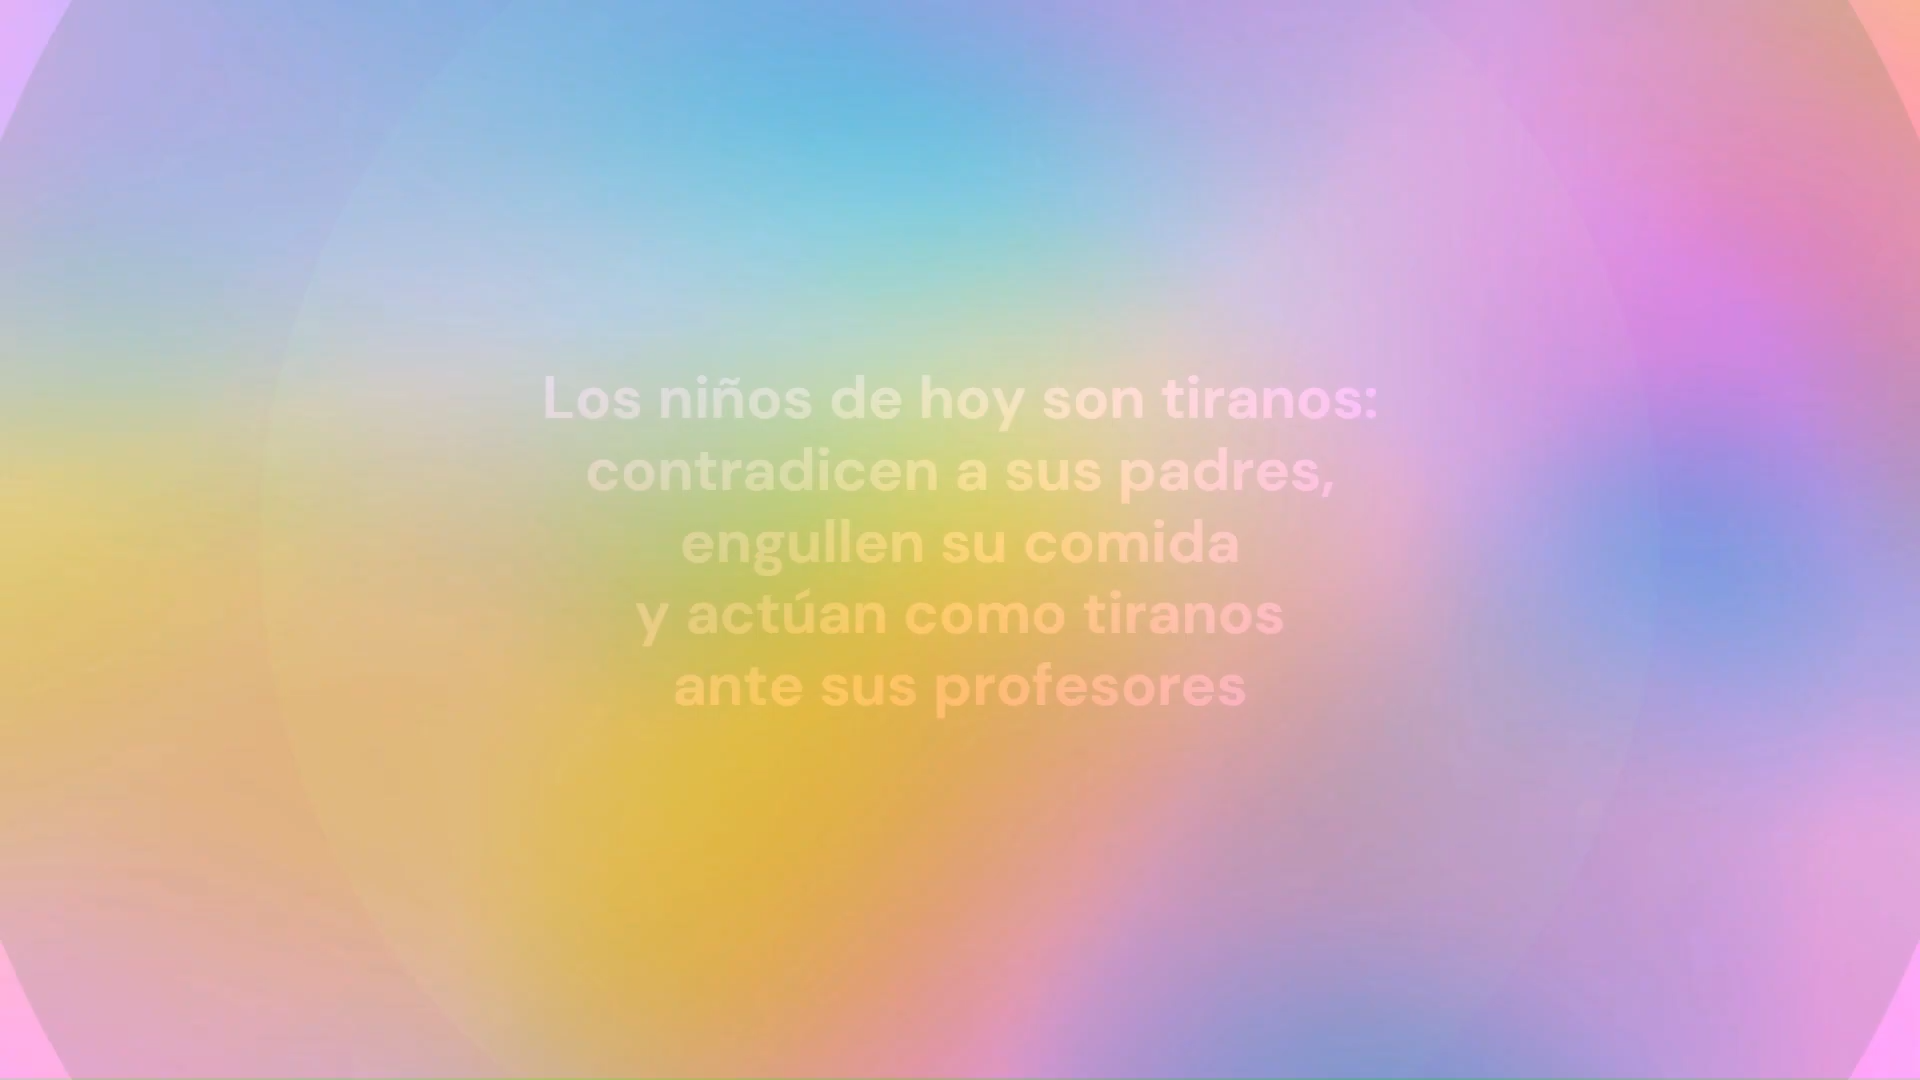 Los niños de hoy son tiranos:
contradicen a sus padres,
engullen su comida
y actúan como tiranos
ante sus profesores